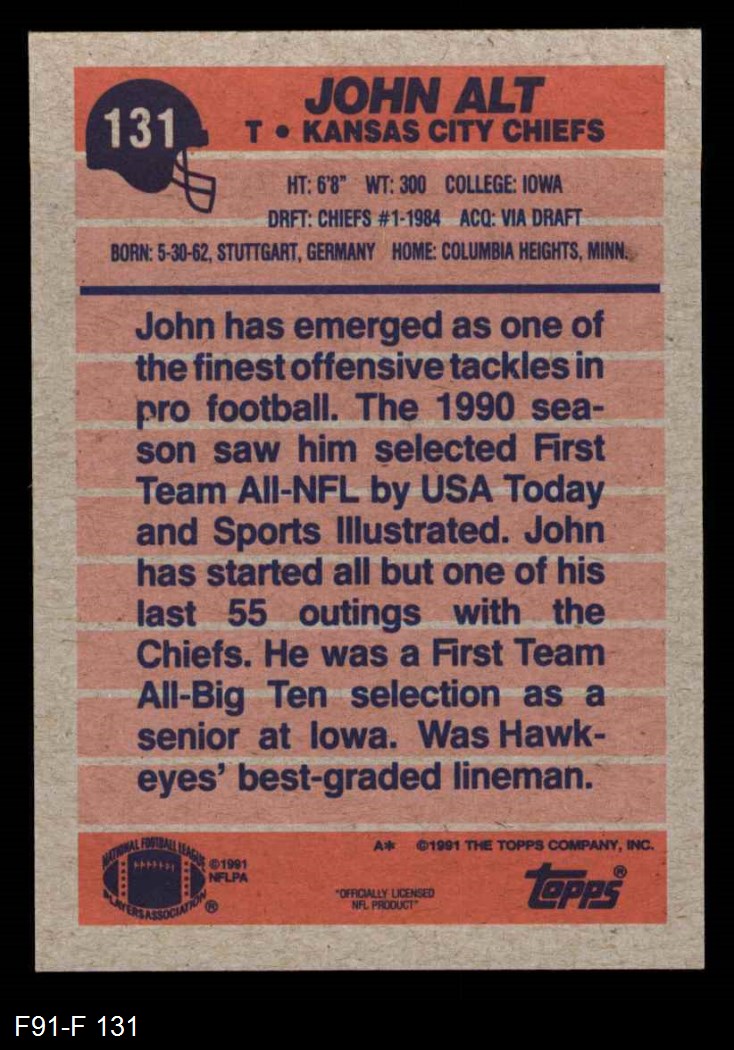 131
JOHN ALT
T • KANSAS CITY CHIEFS
HT: 6'8" WT: 300 COLLEGE: IOWA
DRFT: CHIEFS #1-1984 ACQ: VIA DRAFT
BORN: 5-30-62, STUTTGART, GERMANY HOME: COLUMBIA HEIGHTS, MINN.
John has emerged as one of
the finest offensive tackles in
pro football. The 1990 sea-
son saw him selected First
Team All-NFL by USA Today
and Sports Illustrated. John
has started all but one of his
last 55 outings with the
Chiefs. He was a First Team
All-Big Ten selection as a
senior at Iowa. Was Hawk-
eyes' best-graded lineman.
NATIONAL FOOTBALL LEAGUE
PLAYERS ASSOCIATION ®
©1991
NFLPA
A* ©1991 THE TOPPS COMPANY, INC.
"OFFICIALLY LICENSED
NFL PRODUCT"
topps®
F91-F 131